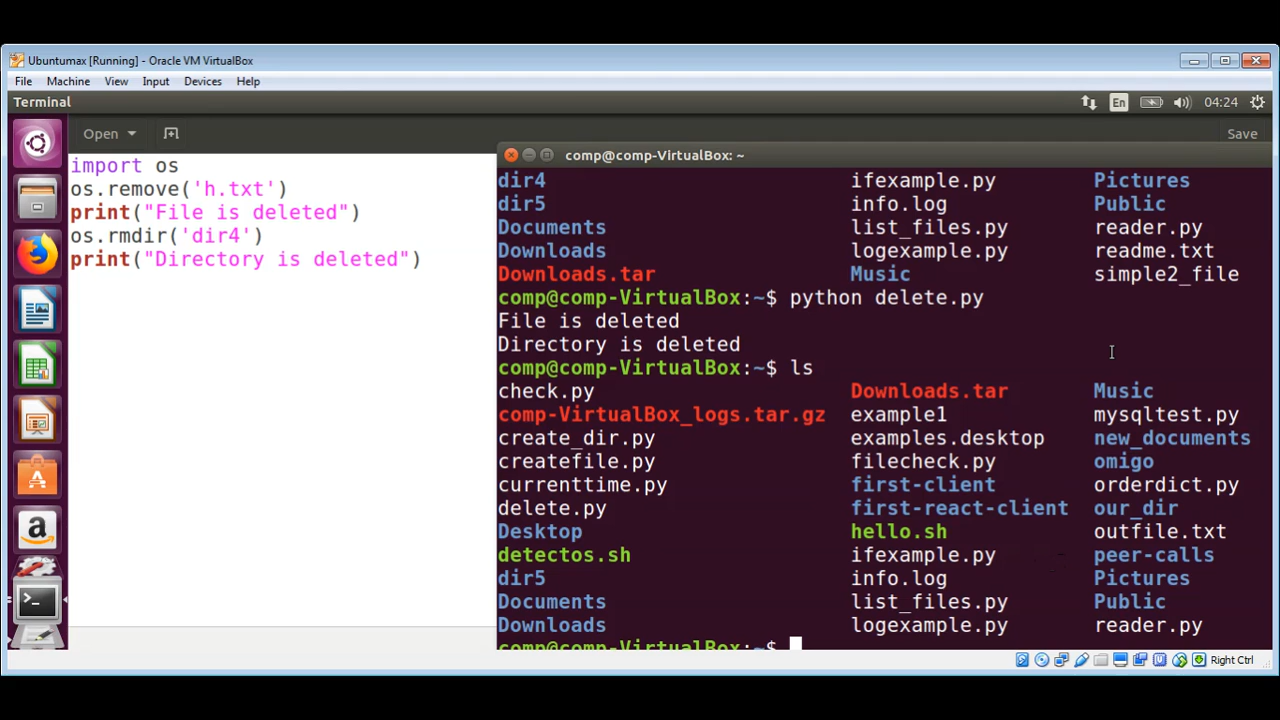 Ubuntumax [Running] - Oracle VM VirtualBox
File Machine View Input Devices Help
Terminal En 04:24
Open Save
import os
os.remove('h.txt')
print("File is deleted")
os.rmdir('dir4')
print("Directory is deleted")
comp@comp-VirtualBox: ~
dir4 ifexample.py Pictures
dir5 info.log Public
Documents list_files.py reader.py
Downloads logexample.py readme.txt
Downloads.tar Music simple2_file
comp@comp-VirtualBox:~$ python delete.py
File is deleted
Directory is deleted
comp@comp-VirtualBox:~$ ls
check.py Downloads.tar Music
comp-VirtualBox_logs.tar.gz example1 mysqltest.py
create_dir.py examples.desktop new_documents
createfile.py filecheck.py omigo
currenttime.py first-client orderdict.py
delete.py first-react-client our_dir
Desktop hello.sh outfile.txt
detectos.sh ifexample.py peer-calls
dir5 info.log Pictures
Documents list_files.py Public
Downloads logexample.py reader.py
comp@comp-VirtualBox:~$
Right Ctrl